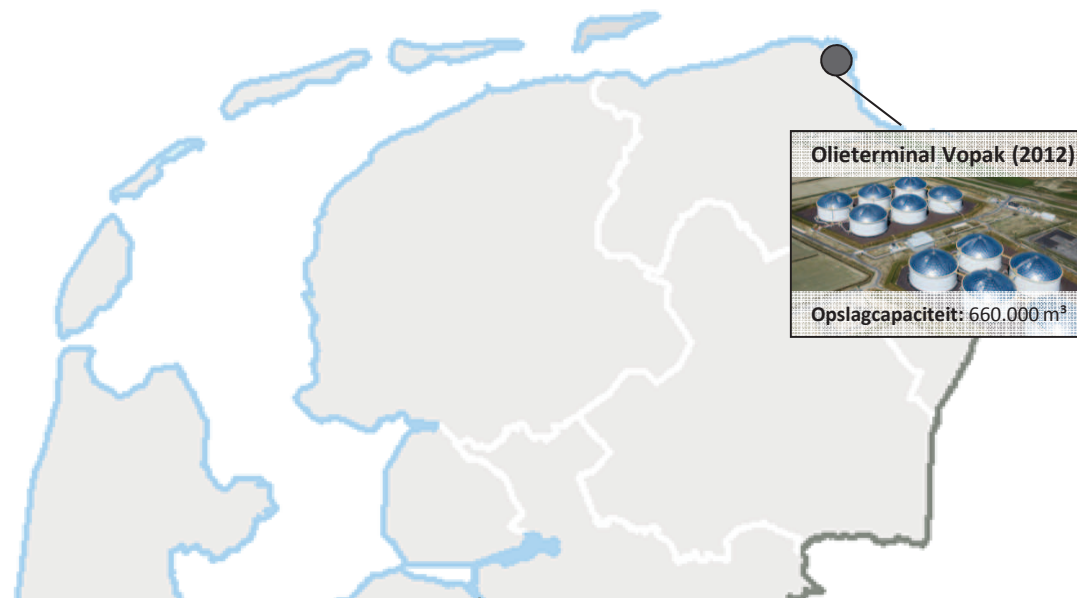 Olieterminal Vopak (2012)
Opslagcapaciteit: 660.000 m³